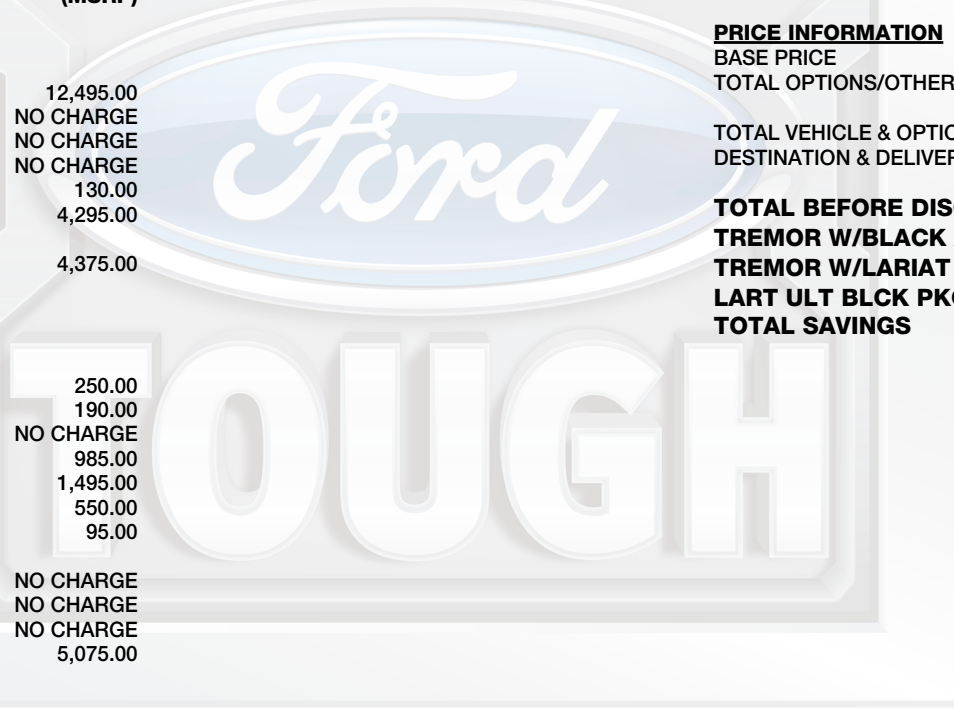 (MSRP)
12,495.00
NO CHARGE
NO CHARGE
NO CHARGE
130.00
4,295.00
4,375.00
250.00
190.00
NO CHARGE
985.00
1,495.00
550.00
95.00
NO CHARGE
NO CHARGE
NO CHARGE
5,075.00
PRICE INFORMATION
BASE PRICE
TOTAL OPTIONS/OTHER
TOTAL VEHICLE & OPTIO
DESTINATION & DELIVER
TOTAL BEFORE DIS
TREMOR W/BLACK
TREMOR W/LARIAT
LART ULT BLCK PK
TOTAL SAVINGS
Ford
TOUGH